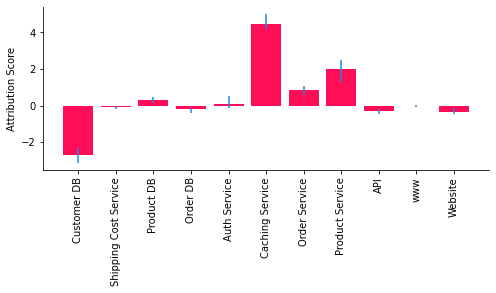 Attribution Score
4
2
0
−2
Customer DB
Shipping Cost Service
Product DB
Order DB
Auth Service
Caching Service
Order Service
Product Service
API
www
Website